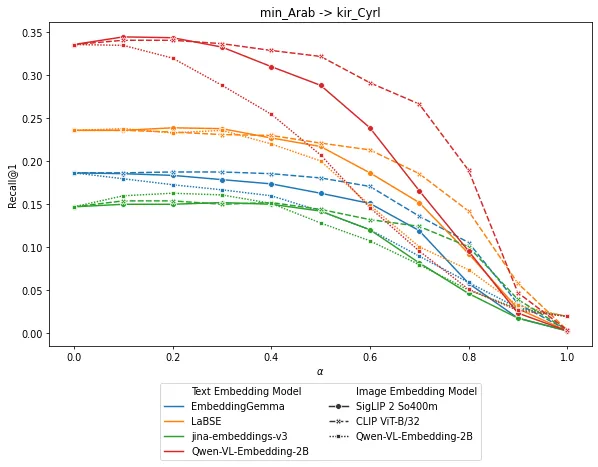 min_Arab -> kir_Cyrl
Recall@1
0.35
0.30
0.25
0.20
0.15
0.10
0.05
0.00
0.0 0.2 0.4 0.6 0.8 1.0
α
Text Embedding Model Image Embedding Model
EmbeddingGemma SigLIP 2 So400m
LaBSE CLIP ViT-B/32
jina-embeddings-v3 Qwen-VL-Embedding-2B
Qwen-VL-Embedding-2B